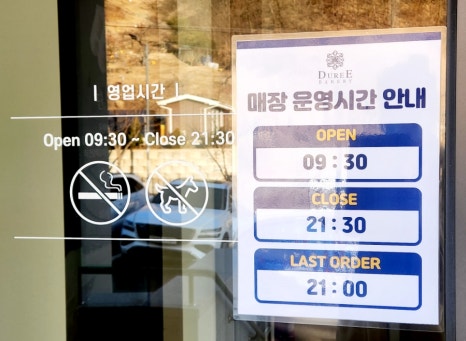 | 영업시간 |
Open 09:30 ~ Close 21:30
DUREE
BAKERY
매장 운영시간 안내
OPEN
09 : 30
CLOSE
21 : 30
LAST ORDER
21 : 00